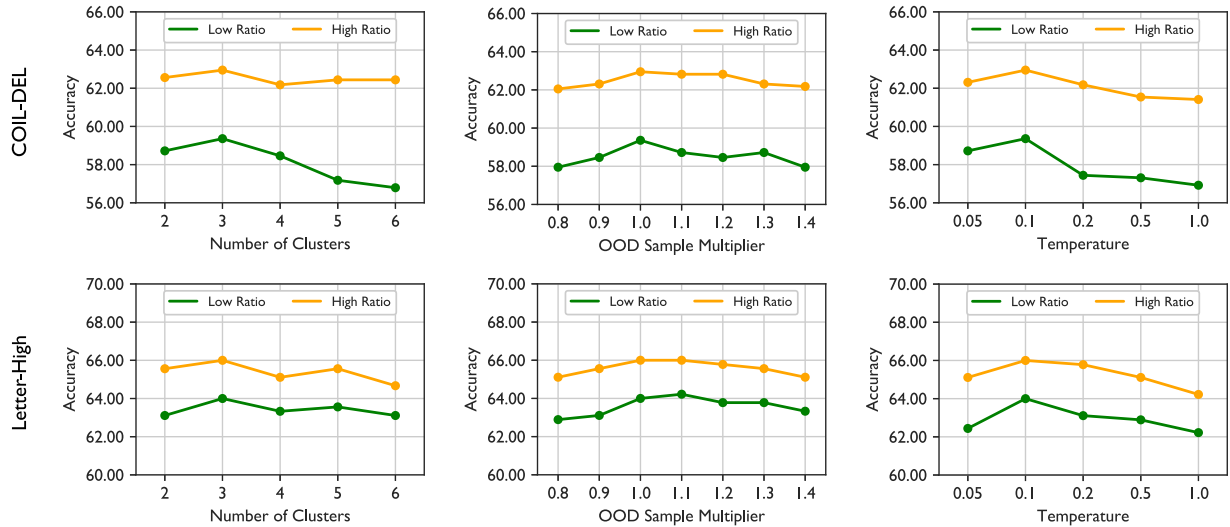 COIL-DEL
66.00
64.00
62.00
60.00
58.00
56.00
Accuracy
Low Ratio
High Ratio
2 3 4 5 6
Number of Clusters
66.00
64.00
62.00
60.00
58.00
56.00
Accuracy
Low Ratio
High Ratio
0.8 0.9 1.0 1.1 1.2 1.3 1.4
OOD Sample Multiplier
66.00
64.00
62.00
60.00
58.00
56.00
Accuracy
Low Ratio
High Ratio
0.05 0.1 0.2 0.5 1.0
Temperature
Letter-High
70.00
68.00
66.00
64.00
62.00
60.00
Accuracy
Low Ratio
High Ratio
2 3 4 5 6
Number of Clusters
70.00
68.00
66.00
64.00
62.00
60.00
Accuracy
Low Ratio
High Ratio
0.8 0.9 1.0 1.1 1.2 1.3 1.4
OOD Sample Multiplier
70.00
68.00
66.00
64.00
62.00
60.00
Accuracy
Low Ratio
High Ratio
0.05 0.1 0.2 0.5 1.0
Temperature